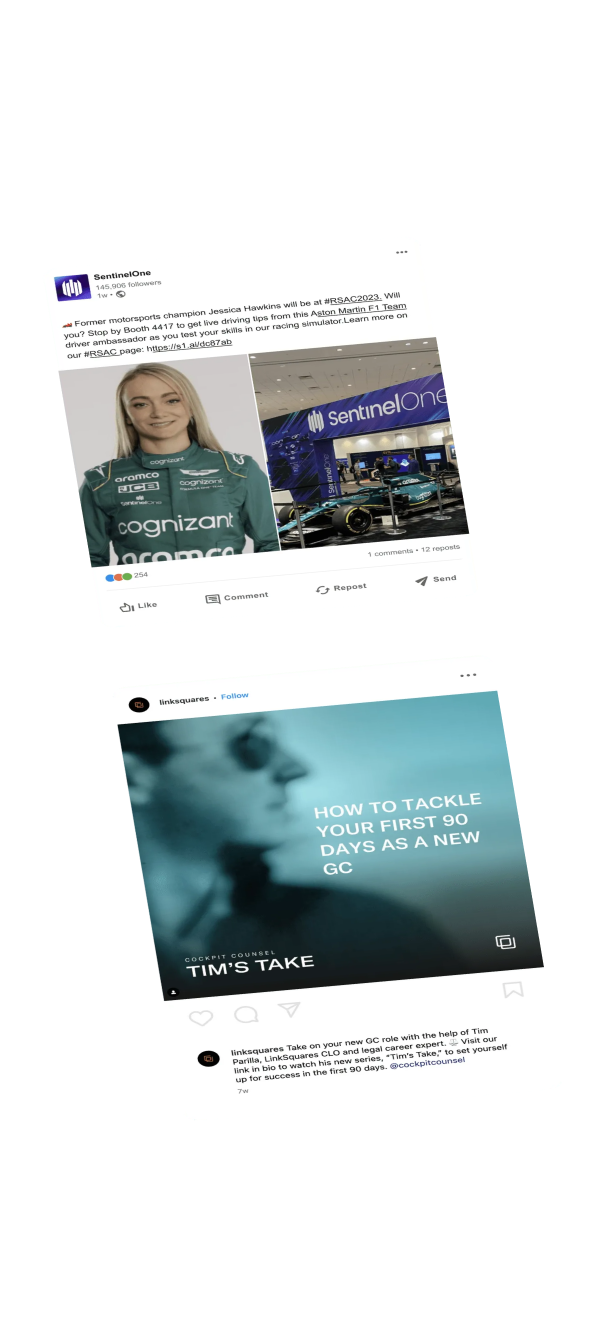 SentinelOne
145,906 followers
1w •
Former motorsports champion Jessica Hawkins will be at #RSAC2023. Will
you? Stop by Booth 4417 to get live driving tips from this Aston Martin F1 Team
driver ambassador as you test your skills in our racing simulator.Learn more on
our #RSAC page: https://s1.ai/dc87ab
cognizant
aramco
JCB
cognizant
SentinelOne
cognizant
aramco
SentinelOne
SentinelOne
254
1 comments • 12 reposts
Like
Comment
Repost
Send
linksquares • Follow
HOW TO TACKLE
YOUR FIRST 90
DAYS AS A NEW
GC
COCKPIT COUNSEL
TIM'S TAKE
linksquares Take on your new GC role with the help of Tim
Parilla, LinkSquares CLO and legal career expert. Visit our
link in bio to watch his new series, "Tim's Take," to set yourself
up for success in the first 90 days. @cockpitcounsel
7w